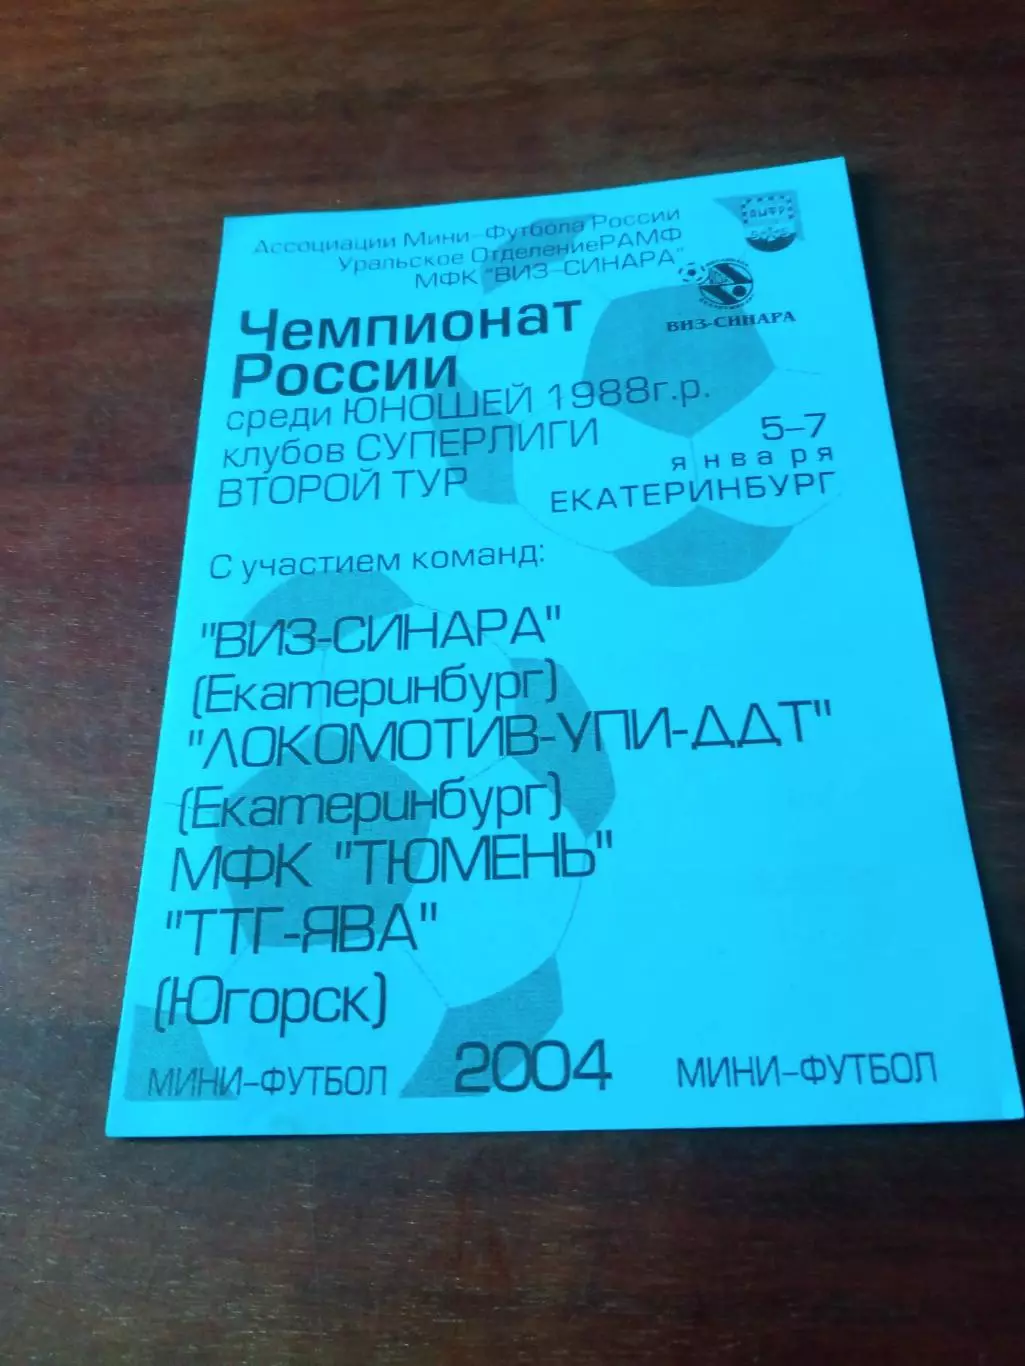 Ассоциации Мини-Футбола России
Уральское ОтделениеРАМФ
МФК "ВИЗ-СИНАРА"
ВИЗ-СИНАРА
Чемпионат
России
среди ЮНОШЕЙ 1988г.р.
клубов СУПЕРЛИГИ
ВТОРОЙ ТУР
5-7
января
ЕКАТЕРИНБУРГ
С участием команд:
"ВИЗ-СИНАРА"
(Екатеринбург)
"ЛОКОМОТИВ-УПИ-ДДТ"
(Екатеринбург)
МФК "ТЮМЕНЬ"
"ТТГ-ЯВА"
(Югорск)
МИНИ-ФУТБОЛ 2004 МИНИ-ФУТБОЛ